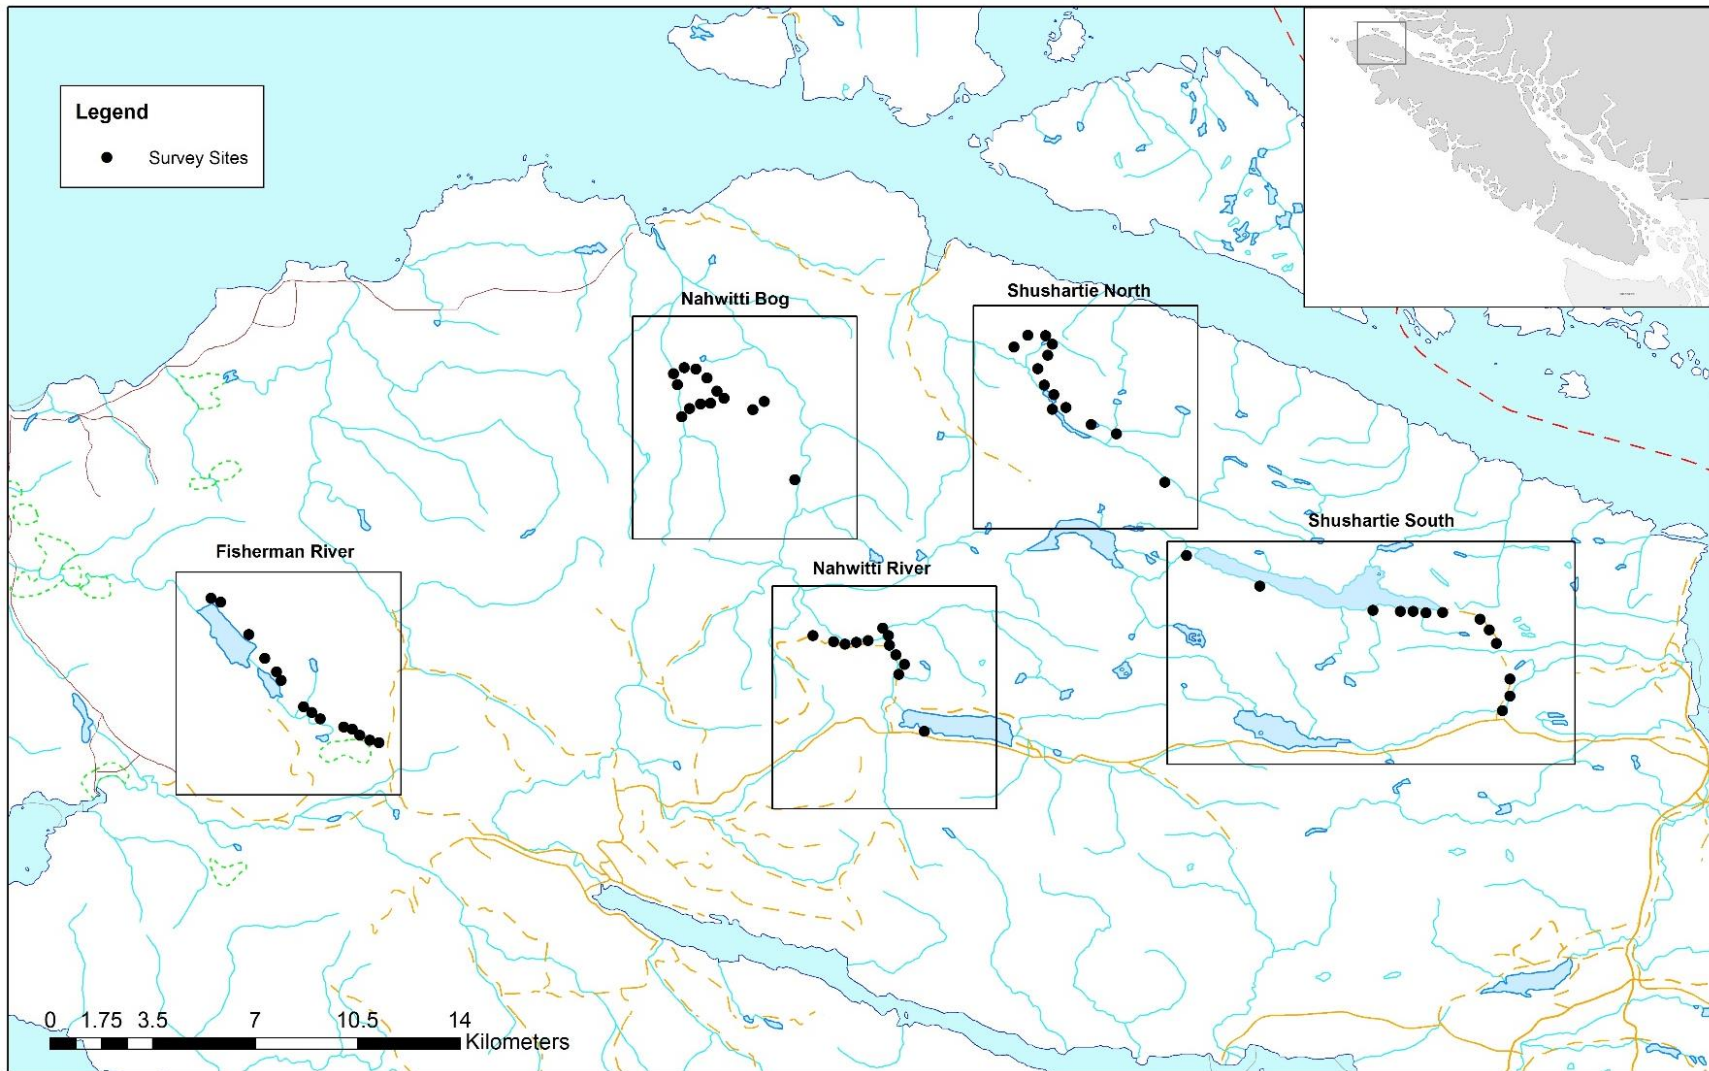 Legend
Survey Sites
Nahwitti Bog
Shushartie North
Shushartie South
Fisherman River
Nahwitti River
0 1.75 3.5 7 10.5 14
Kilometers